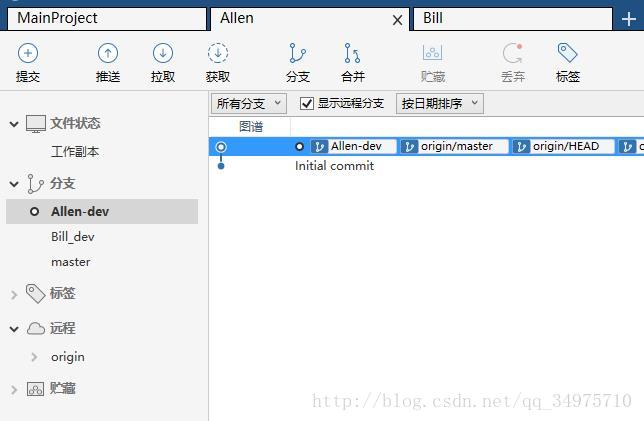 MainProject Allen Bill
提交 推送 拉取 获取 分支 合并 贮藏 丢弃 标签
所有分支 显示远程分支 按日期排序
文件状态 图谱
Allen-dev origin/master origin/HEAD
工作副本 Initial commit
分支
Allen-dev
Bill_dev
master
标签
远程
origin
贮藏
http://blog.csdn.net/qq_34975710